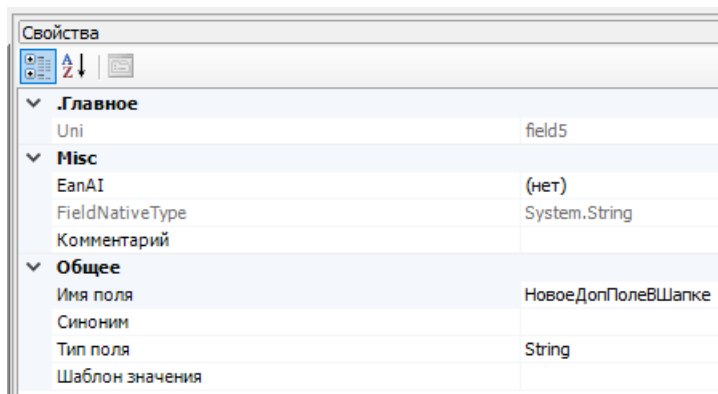 Свойства
.Главное
Uni field5
Misc
EanAI (нет)
FieldNativeType System.String
Комментарий
Общее
Имя поля НовоеДопПолеВШапке
Синоним
Тип поля String
Шаблон значения